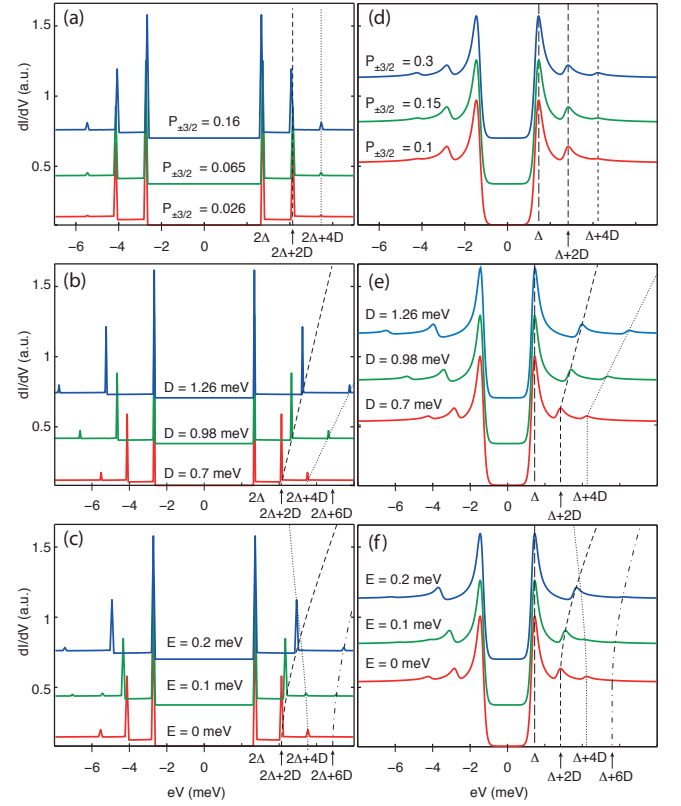 (a)
dI/dV (a.u.)
1.5
1
0.5
P±3/2 = 0.16
P±3/2 = 0.065
P±3/2 = 0.026
−6 −4 −2 0 2Δ 2Δ+4D
2Δ+2D
(d)
P±3/2 = 0.3
P±3/2 = 0.15
P±3/2 = 0.1
−6 −4 −2 0 Δ Δ+4D
Δ+2D
(b)
dI/dV (a.u.)
1.5
1
0.5
D = 1.26 meV
D = 0.98 meV
D = 0.7 meV
−6 −4 −2 0 2Δ 2Δ+4D
2Δ+2D 2Δ+6D
(e)
D = 1.26 meV
D = 0.98 meV
D = 0.7 meV
−6 −4 −2 0 Δ Δ+4D
Δ+2D
(c)
dI/dV (a.u.)
1.5
1
0.5
E = 0.2 meV
E = 0.1 meV
E = 0 meV
−6 −4 −2 0 2Δ 2Δ+4D
2Δ+2D 2Δ+6D
eV (meV)
(f)
E = 0.2 meV
E = 0.1 meV
E = 0 meV
−6 −4 −2 0 Δ Δ+4D
Δ+2D Δ+6D
eV (meV)